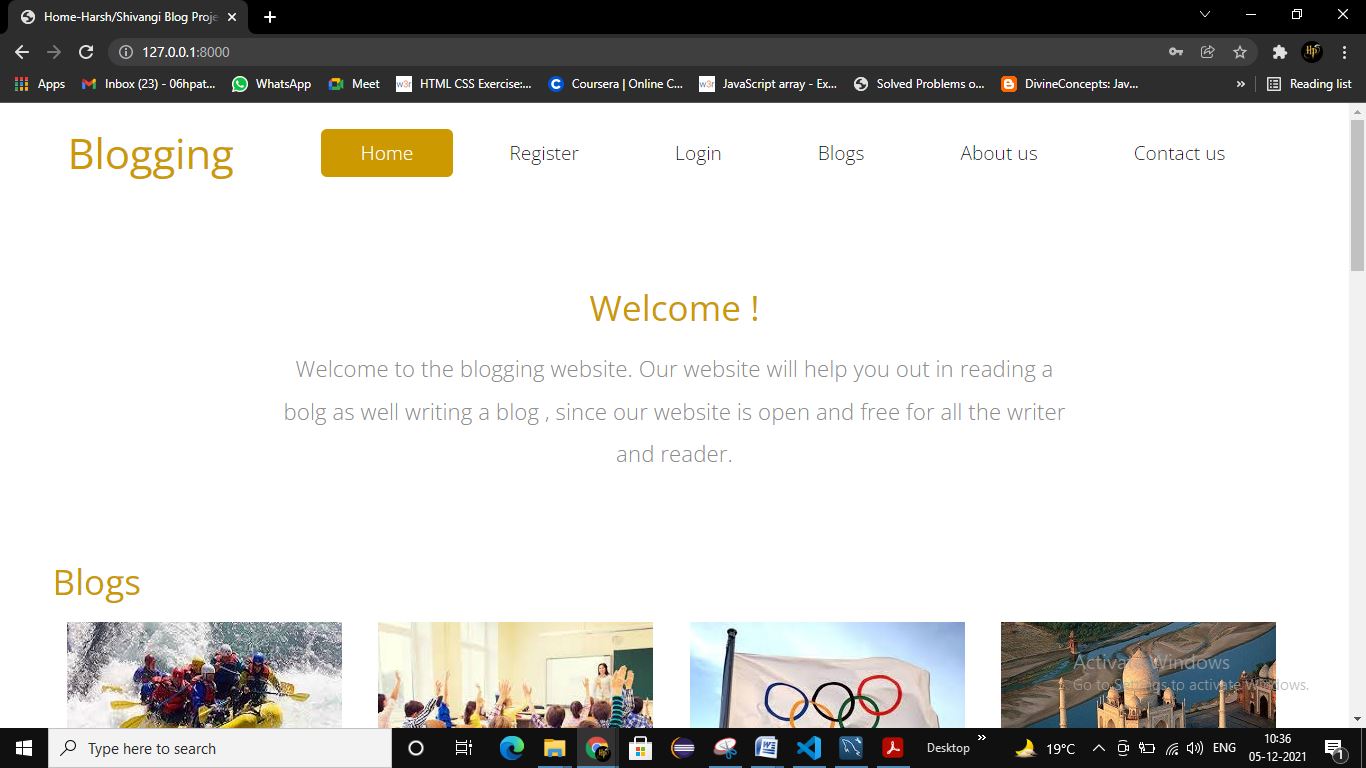 Home-Harsh/Shivangi Blog Proje
127.0.0.1:8000
Apps Inbox (23) - 06hpat... WhatsApp Meet HTML CSS Exercise:... Coursera | Online C... JavaScript array - Ex... Solved Problems o... DivineConcepts: Jav... » Reading list
Blogging Home Register Login Blogs About us Contact us
Welcome !
Welcome to the blogging website. Our website will help you out in reading a
bolg as well writing a blog , since our website is open and free for all the writer
and reader.
Blogs
Activate Windows
Go to Settings to activate Windows.
Type here to search Desktop » 19°C ENG 10:36
05-12-2021